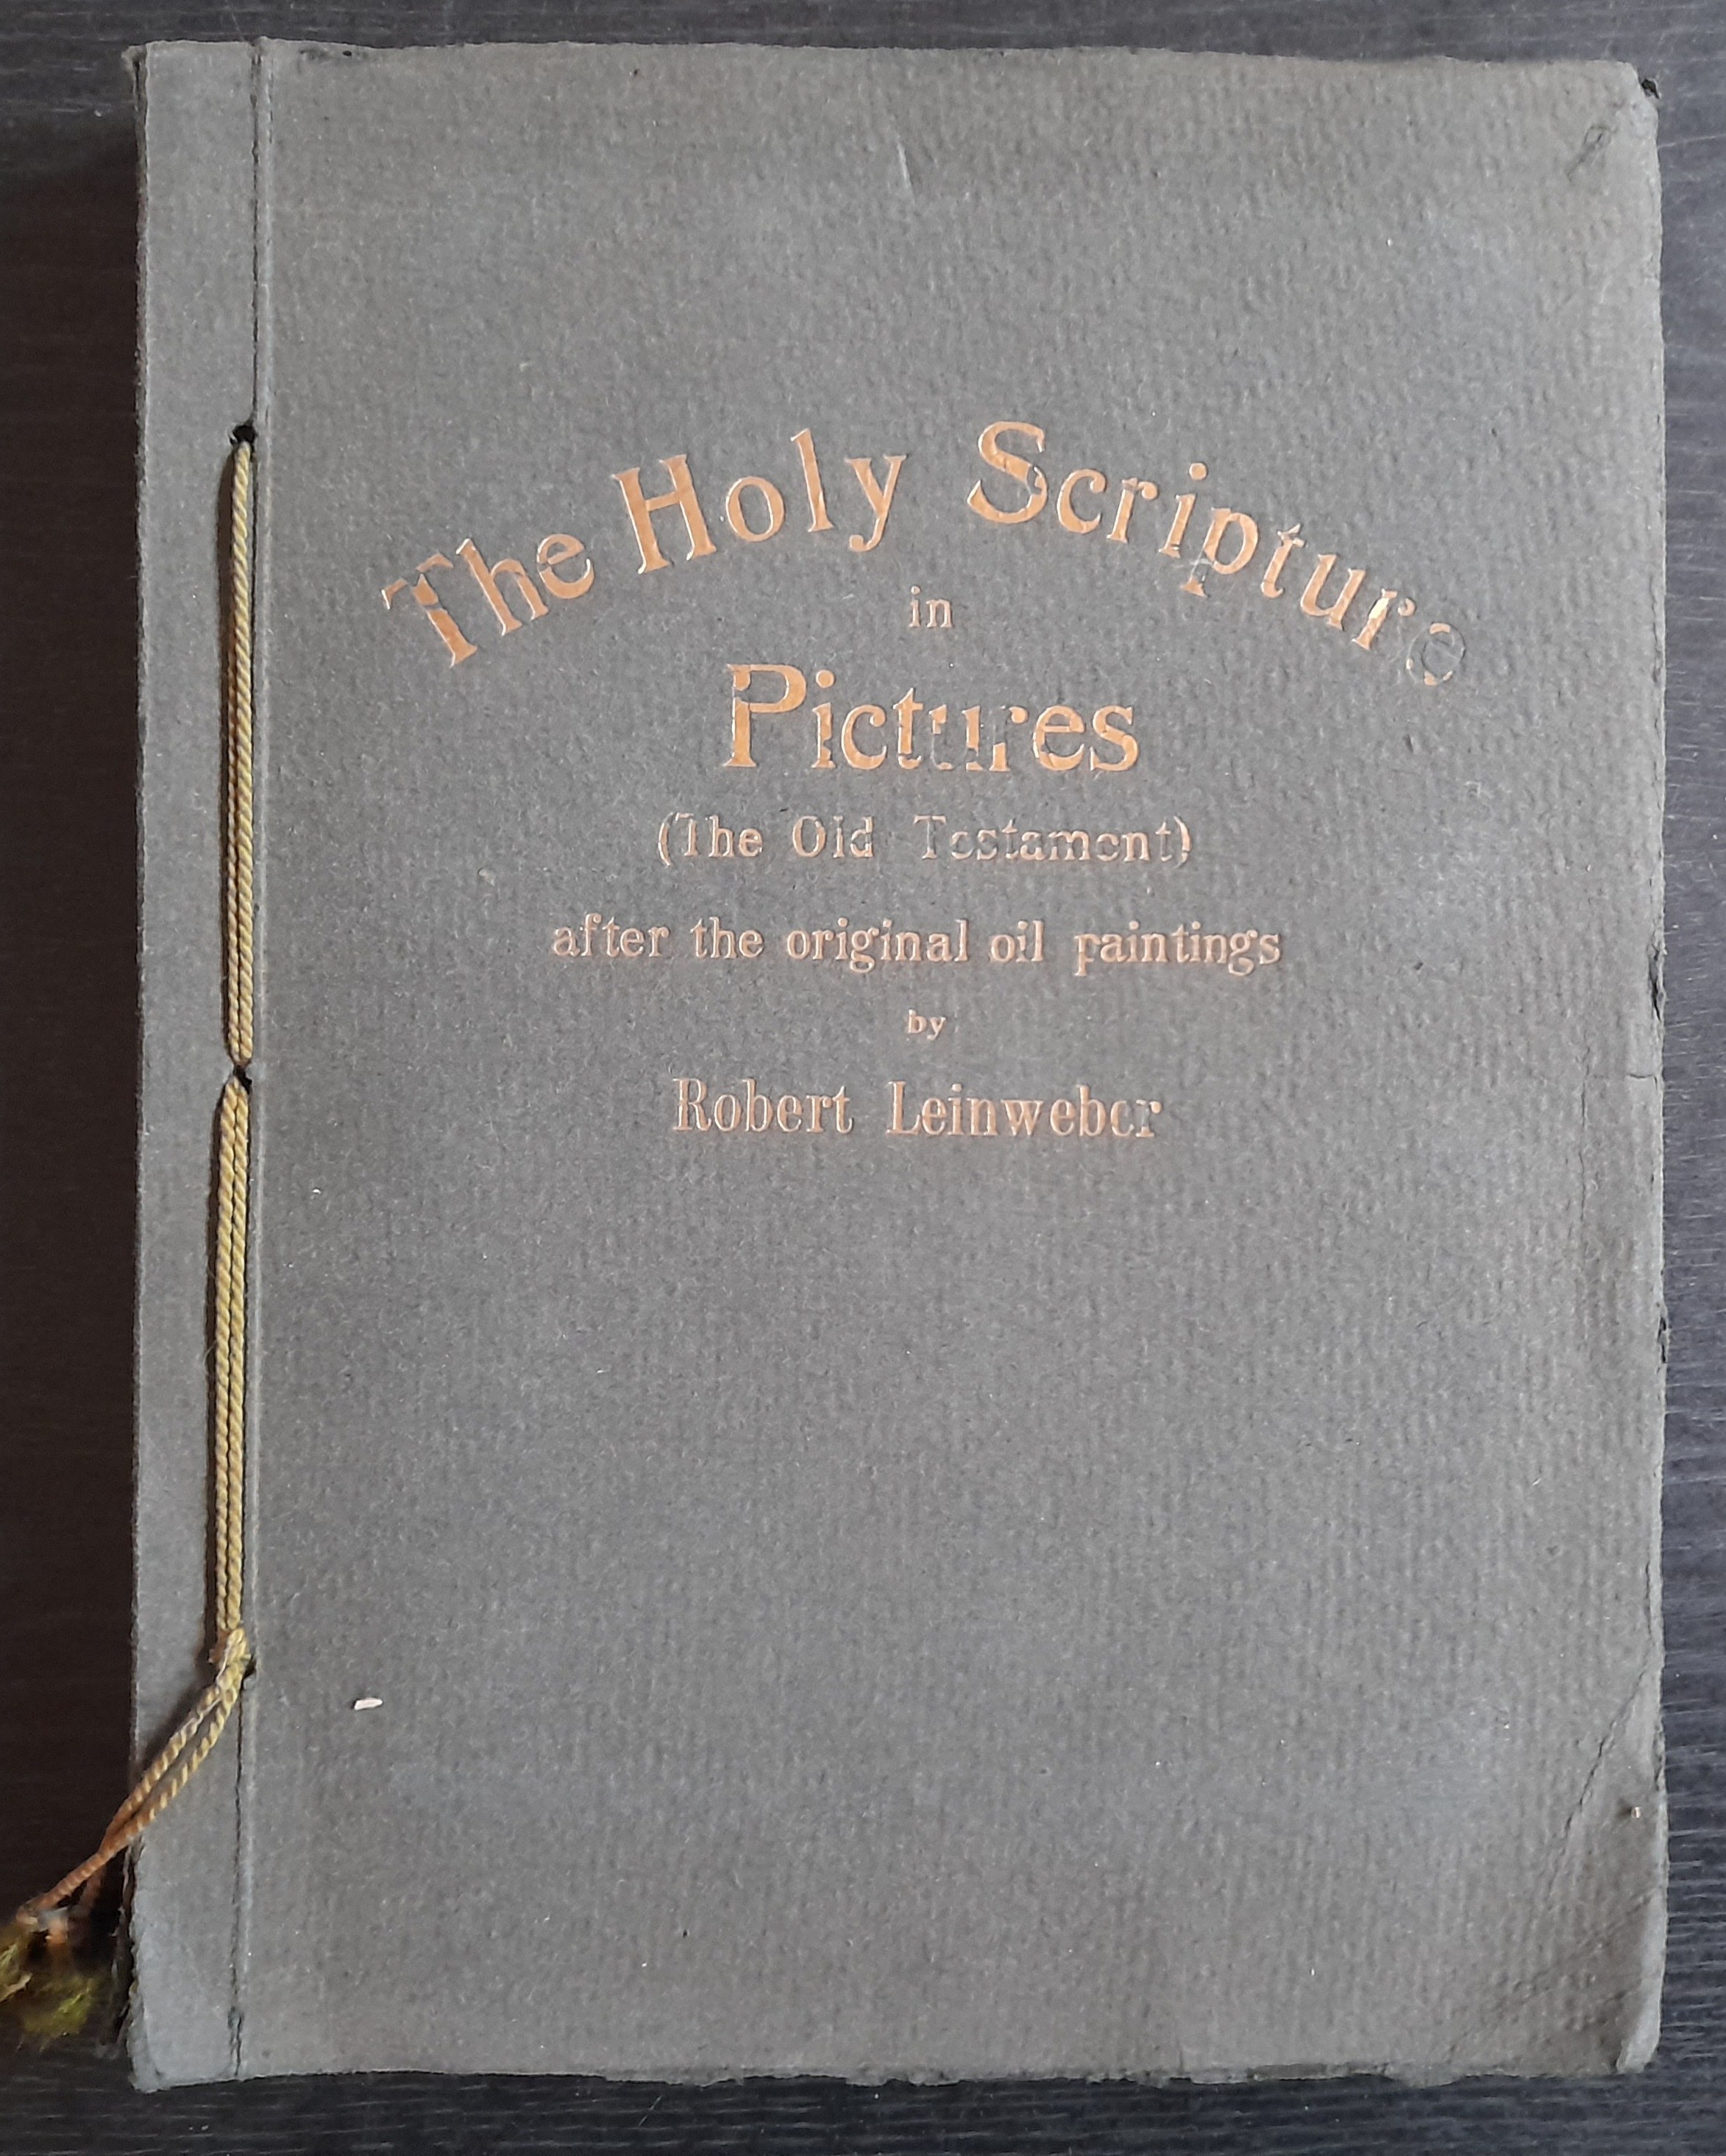 The Holy Scripture
in
Pictures
(The Old Testament)
after the original oil paintings
by
Robert Leinweber